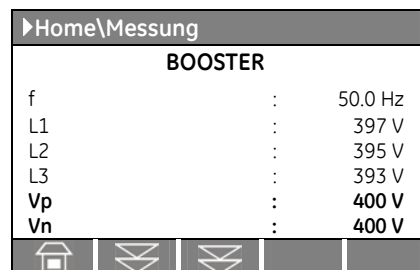 Home\Messung
BOOSTER
f : 50.0 Hz
L1 : 397 V
L2 : 395 V
L3 : 393 V
Vp : 400 V
Vn : 400 V